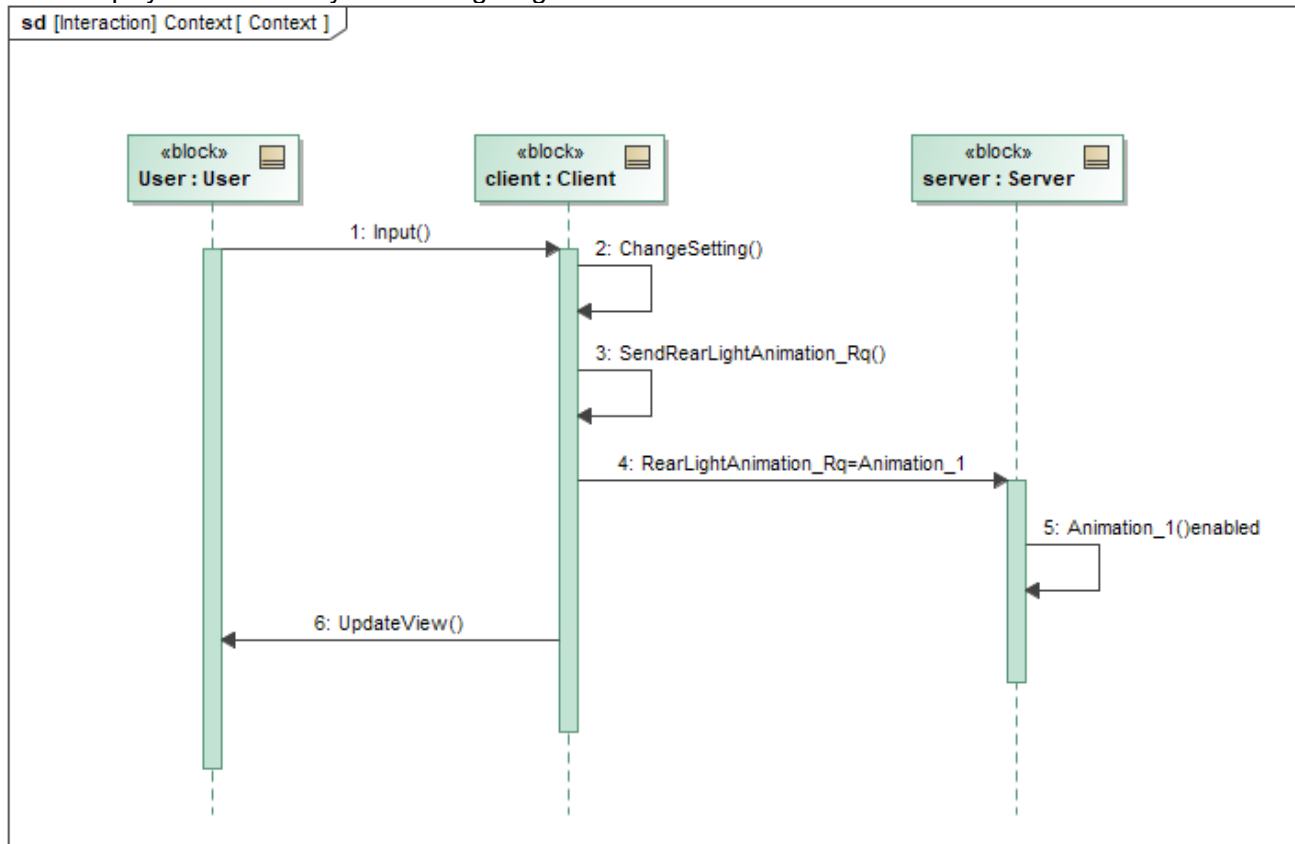 sd [Interaction] Context[ Context ]
«block»
User : User
«block»
client : Client
«block»
server : Server
1: Input()
2: ChangeSetting()
3: SendRearLightAnimation_Rq()
4: RearLightAnimation_Rq=Animation_1
5: Animation_1()enabled
6: UpdateView()